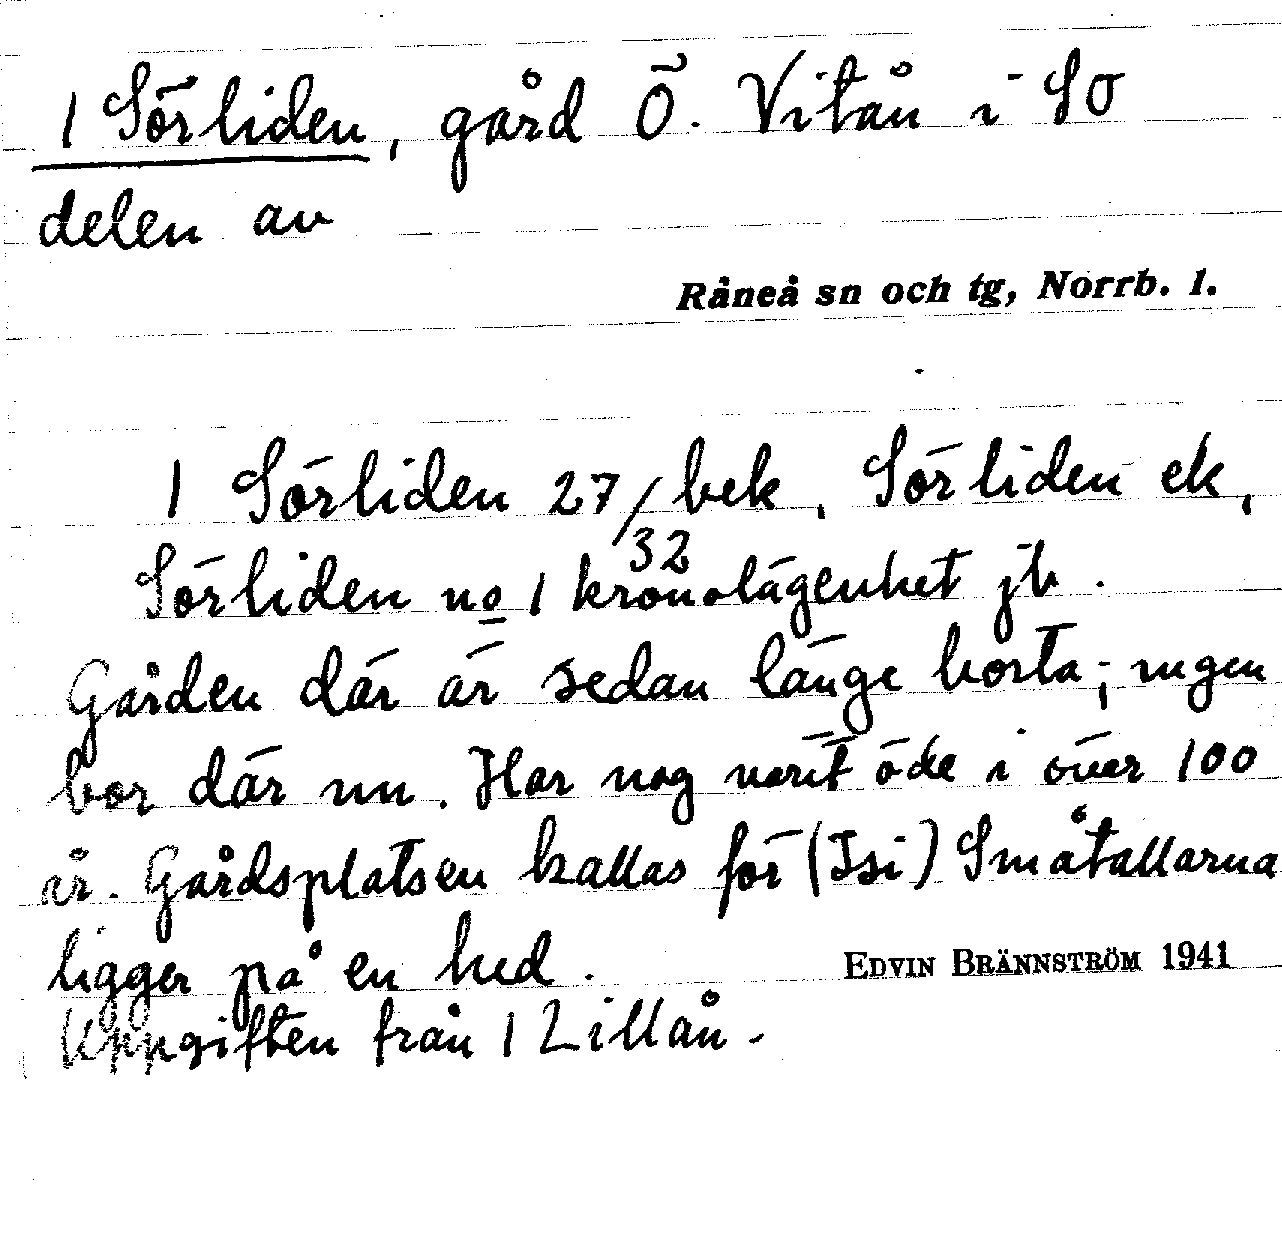 1 Sörliden, gård Ö. Vitån i SO
delen av
Råneå sn och tg, Norrb. l.
1 Sörliden 27/32 bek, Sörliden ek,
Sörliden no 1 kronolägenhet jb.
Gården där är sedan länge borta; ingen
bor där nu. Har nog varit öde i över 100
år. Gårdsplatsen kallas för (Isi) Småtallarna
ligger på en hed.
EDVIN BRÄNNSTRÖM 1941
Uppgiften från 1 Lillån.